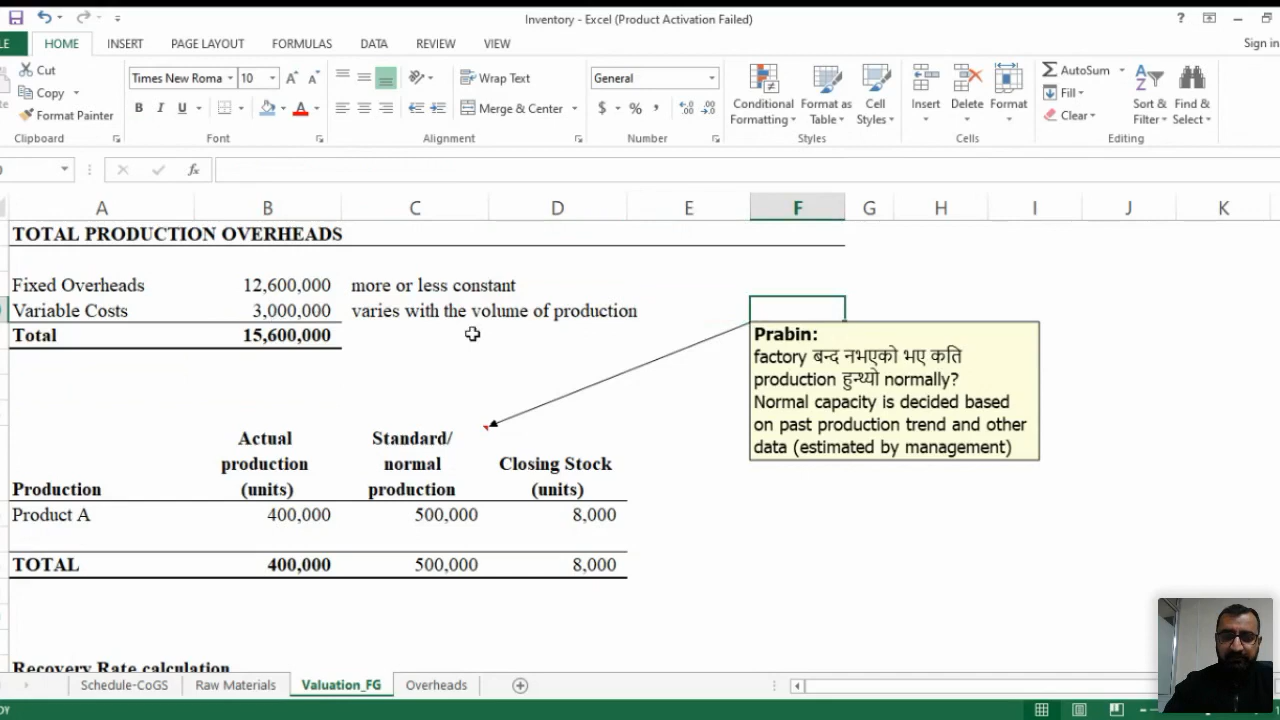 Inventory - Excel (Product Activation Failed)
?
HOME INSERT PAGE LAYOUT FORMULAS DATA REVIEW VIEW Sign in
Cut
Copy
Format Painter
Clipboard
Times New Roma 10
B I U
Font
Wrap Text
Merge & Center
Alignment
General
$ % ,
Number
Conditional Formatting
Format as Table
Cell Styles
Styles
Insert Delete Format
Cells
AutoSum
Fill
Clear
Sort & Filter
Find & Select
Editing
fx
A B C D E F G H I J K
TOTAL PRODUCTION OVERHEADS
Fixed Overheads 12,600,000 more or less constant
Variable Costs 3,000,000 varies with the volume of production
Total 15,600,000
Prabin:
factory बन्द नभएको भए कति
production हुन्थ्यो normally?
Normal capacity is decided based
on past production trend and other
data (estimated by management)
Actual Standard/
production normal Closing Stock
Production (units) production (units)
Product A 400,000 500,000 8,000
TOTAL 400,000 500,000 8,000
Recovery Rate calculation
Schedule-CoGS Raw Materials Valuation_FG Overheads